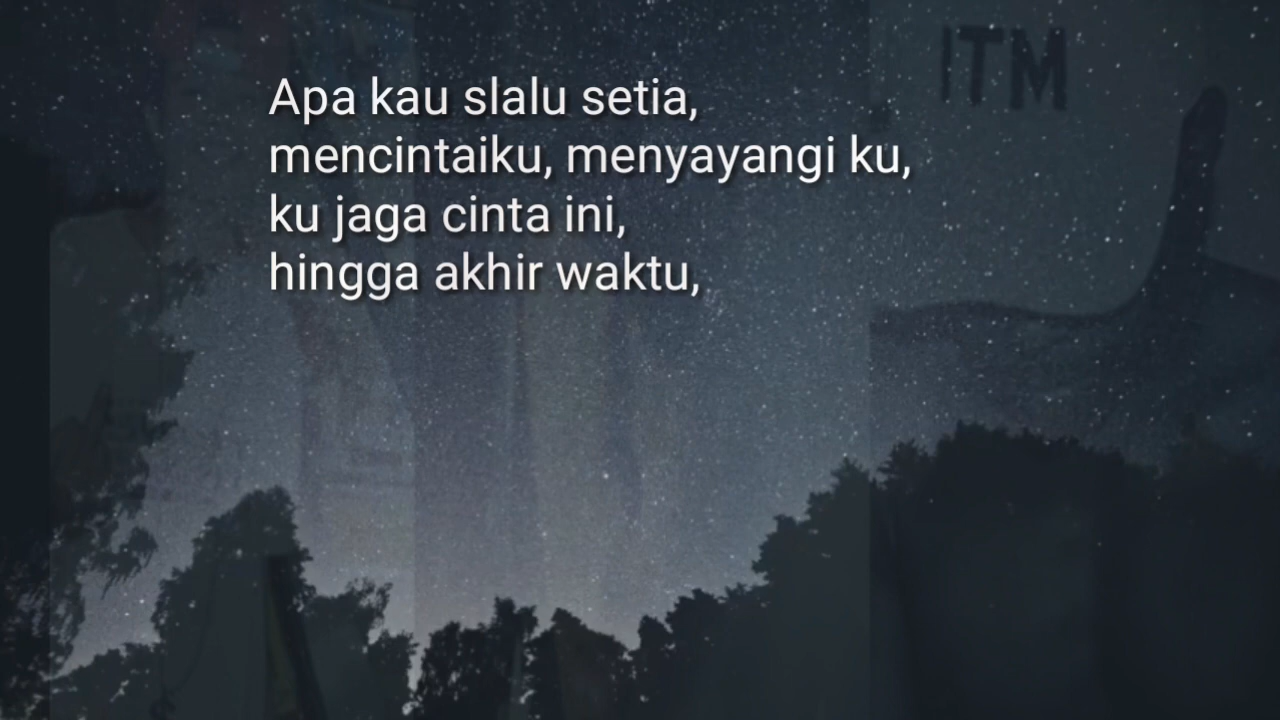 ITM
Apa kau slalu setia,
mencintaiku, menyayangi ku,
ku jaga cinta ini,
hingga akhir waktu,